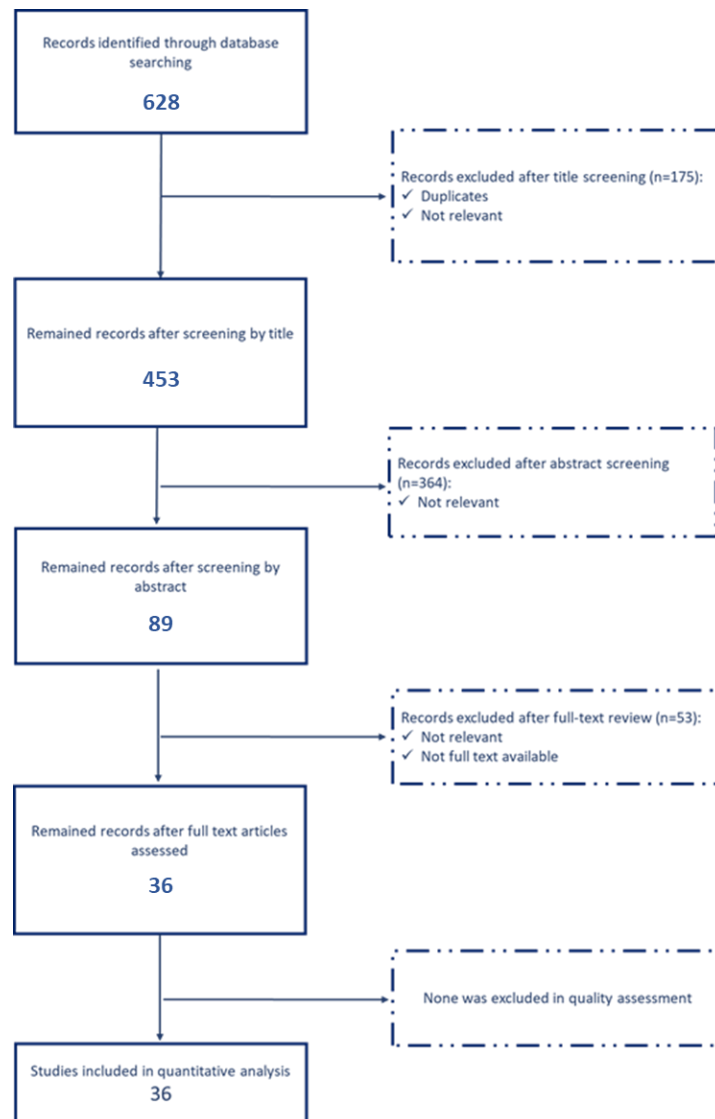 Records identified through database
searching
628
Records excluded after title screening (n=175):
✓ Duplicates
✓ Not relevant
Remained records after screening by title
453
Records excluded after abstract screening
(n=364):
✓ Not relevant
Remained records after screening by
abstract
89
Records excluded after full-text review (n=53):
✓ Not relevant
✓ Not full text available
Remained records after full text articles
assessed
36
None was excluded in quality assessment
Studies included in quantitative analysis
36